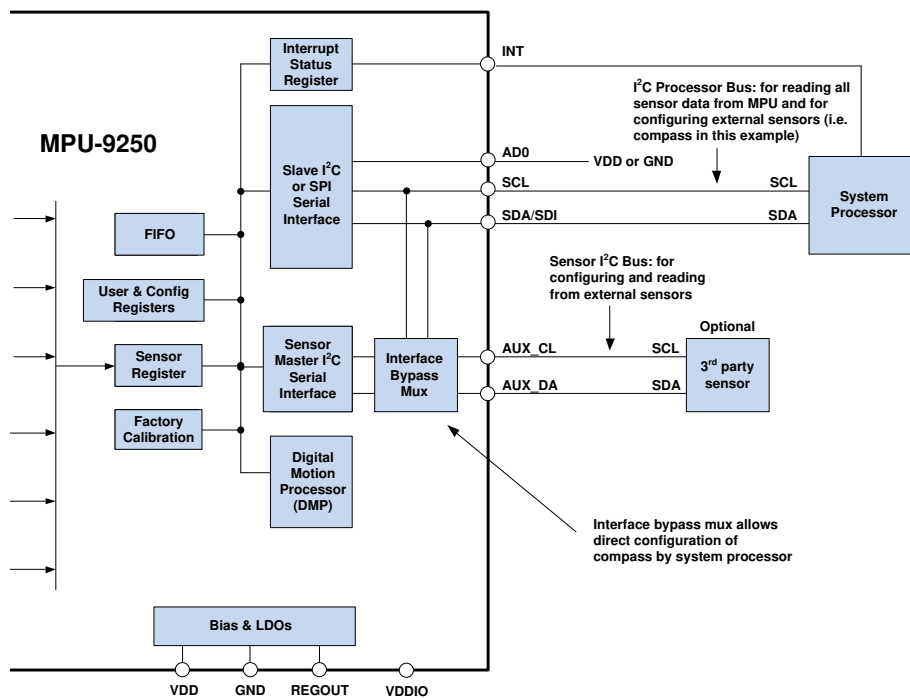 Interrupt
Status
Register
INT
I²C Processor Bus: for reading all
sensor data from MPU and for
configuring external sensors (i.e.
compass in this example)
MPU-9250
Slave I²C
or SPI
Serial
Interface
AD0
VDD or GND
SCL
SCL
SDA/SDI
SDA
System
Processor
FIFO
User & Config
Registers
Sensor I²C Bus: for
configuring and reading
from external sensors
Sensor
Register
Sensor
Master I²C
Serial
Interface
Interface
Bypass
Mux
AUX_CL
SCL
AUX_DA
SDA
Optional
3rd party
sensor
Factory
Calibration
Digital
Motion
Processor
(DMP)
Interface bypass mux allows
direct configuration of
compass by system processor
Bias & LDOs
VDD
GND
REGOUT
VDDIO